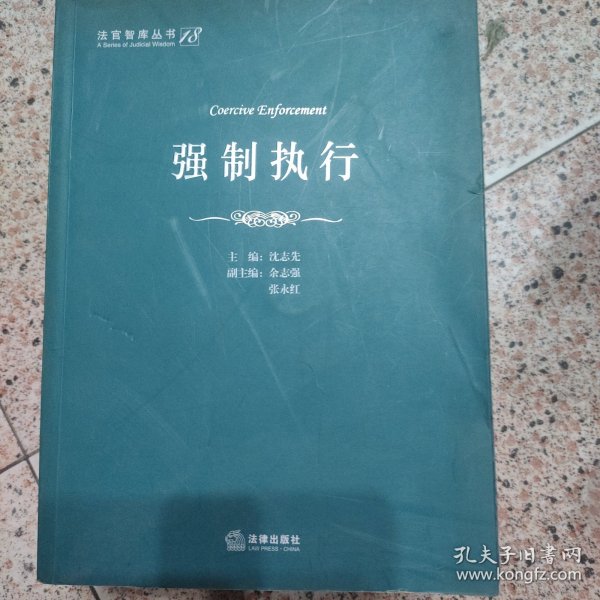 法官智库丛书 18
A Series of Judicial Wisdom
Coercive Enforcement
强制执行
主 编：沈志先
副主编：余志强
张永红
法律出版社
LAW PRESS·CHINA
孔夫子旧书网
www.kongfz.com